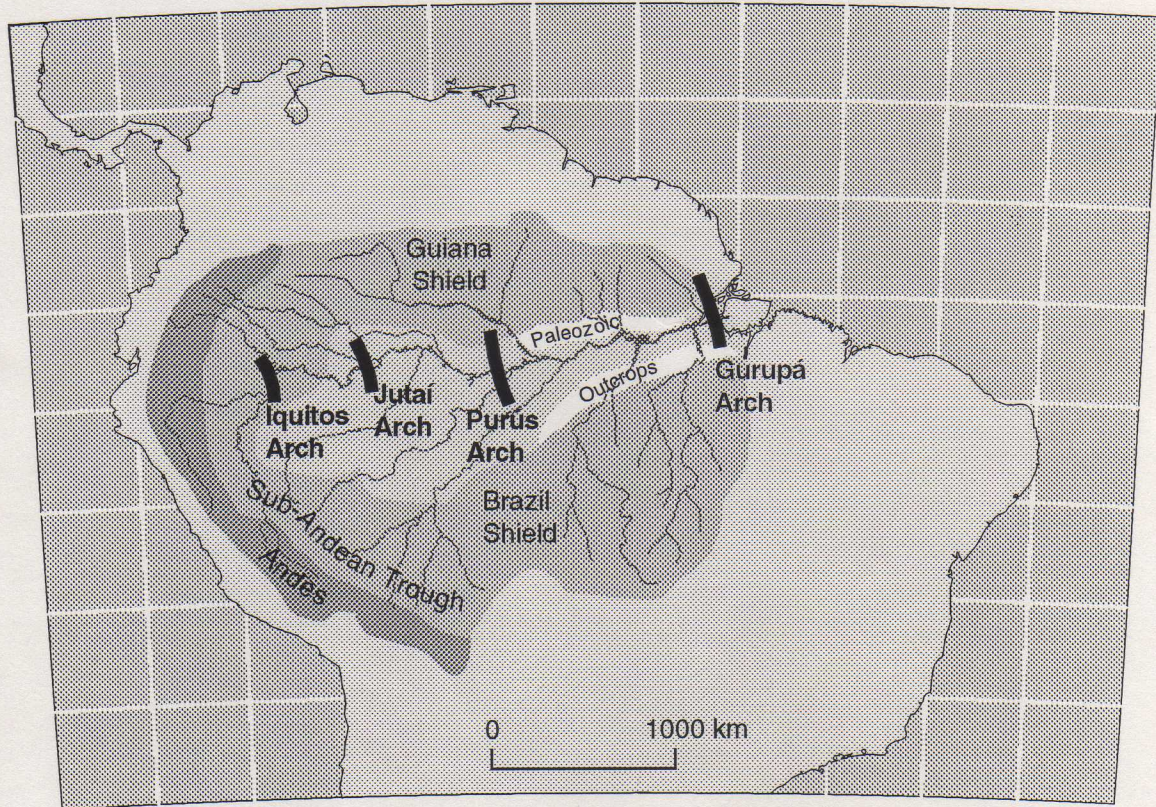 Guiana
Shield
Paleozoic
Outcrops
Gurupá
Arch
Jutaí
Arch
Iquitos
Arch
Purus
Arch
Brazil
Shield
Sub-Andean Trough
Andes
0 1000 km